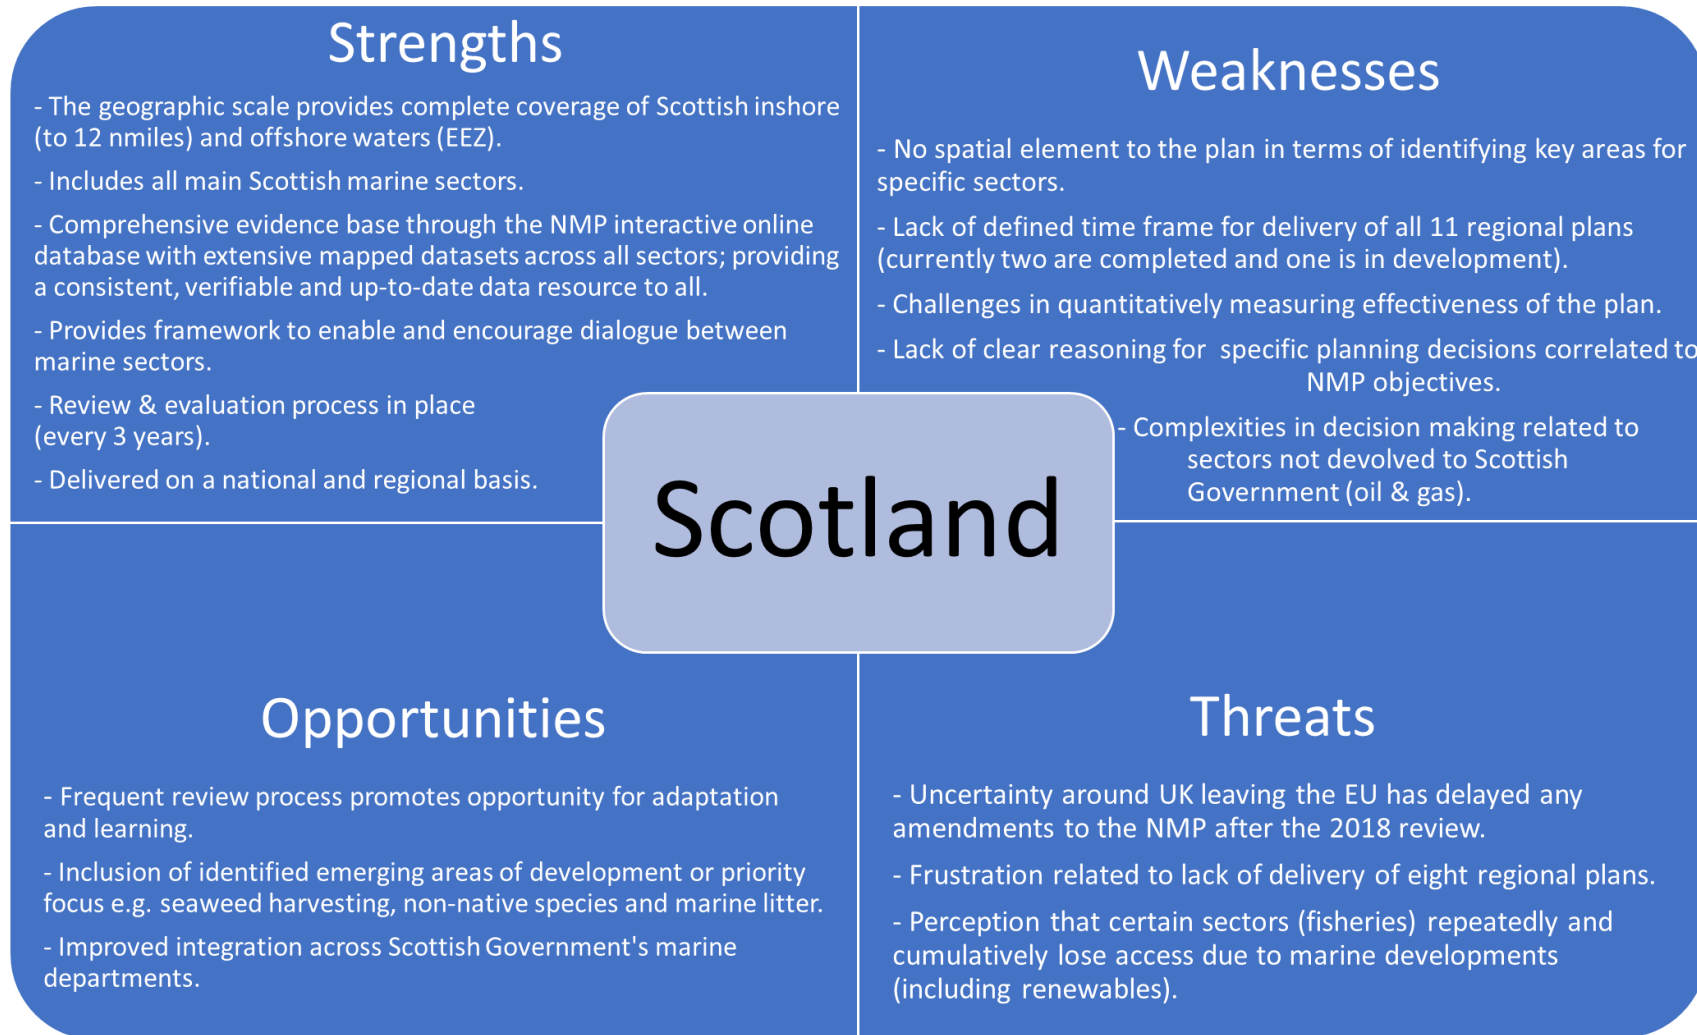 Strengths
- The geographic scale provides complete coverage of Scottish inshore
(to 12 nmiles) and offshore waters (EEZ).
- Includes all main Scottish marine sectors.
- Comprehensive evidence base through the NMP interactive online
database with extensive mapped datasets across all sectors; providing
a consistent, verifiable and up-to-date data resource to all.
- Provides framework to enable and encourage dialogue between
marine sectors.
- Review & evaluation process in place
(every 3 years).
- Delivered on a national and regional basis.
Weaknesses
- No spatial element to the plan in terms of identifying key areas for
specific sectors.
- Lack of defined time frame for delivery of all 11 regional plans
(currently two are completed and one is in development).
- Challenges in quantitatively measuring effectiveness of the plan.
- Lack of clear reasoning for specific planning decisions correlated to
NMP objectives.
- Complexities in decision making related to
sectors not devolved to Scottish
Government (oil & gas).
Scotland
Opportunities
- Frequent review process promotes opportunity for adaptation
and learning.
- Inclusion of identified emerging areas of development or priority
focus e.g. seaweed harvesting, non-native species and marine litter.
- Improved integration across Scottish Government's marine
departments.
Threats
- Uncertainty around UK leaving the EU has delayed any
amendments to the NMP after the 2018 review.
- Frustration related to lack of delivery of eight regional plans.
- Perception that certain sectors (fisheries) repeatedly and
cumulatively lose access due to marine developments
(including renewables).